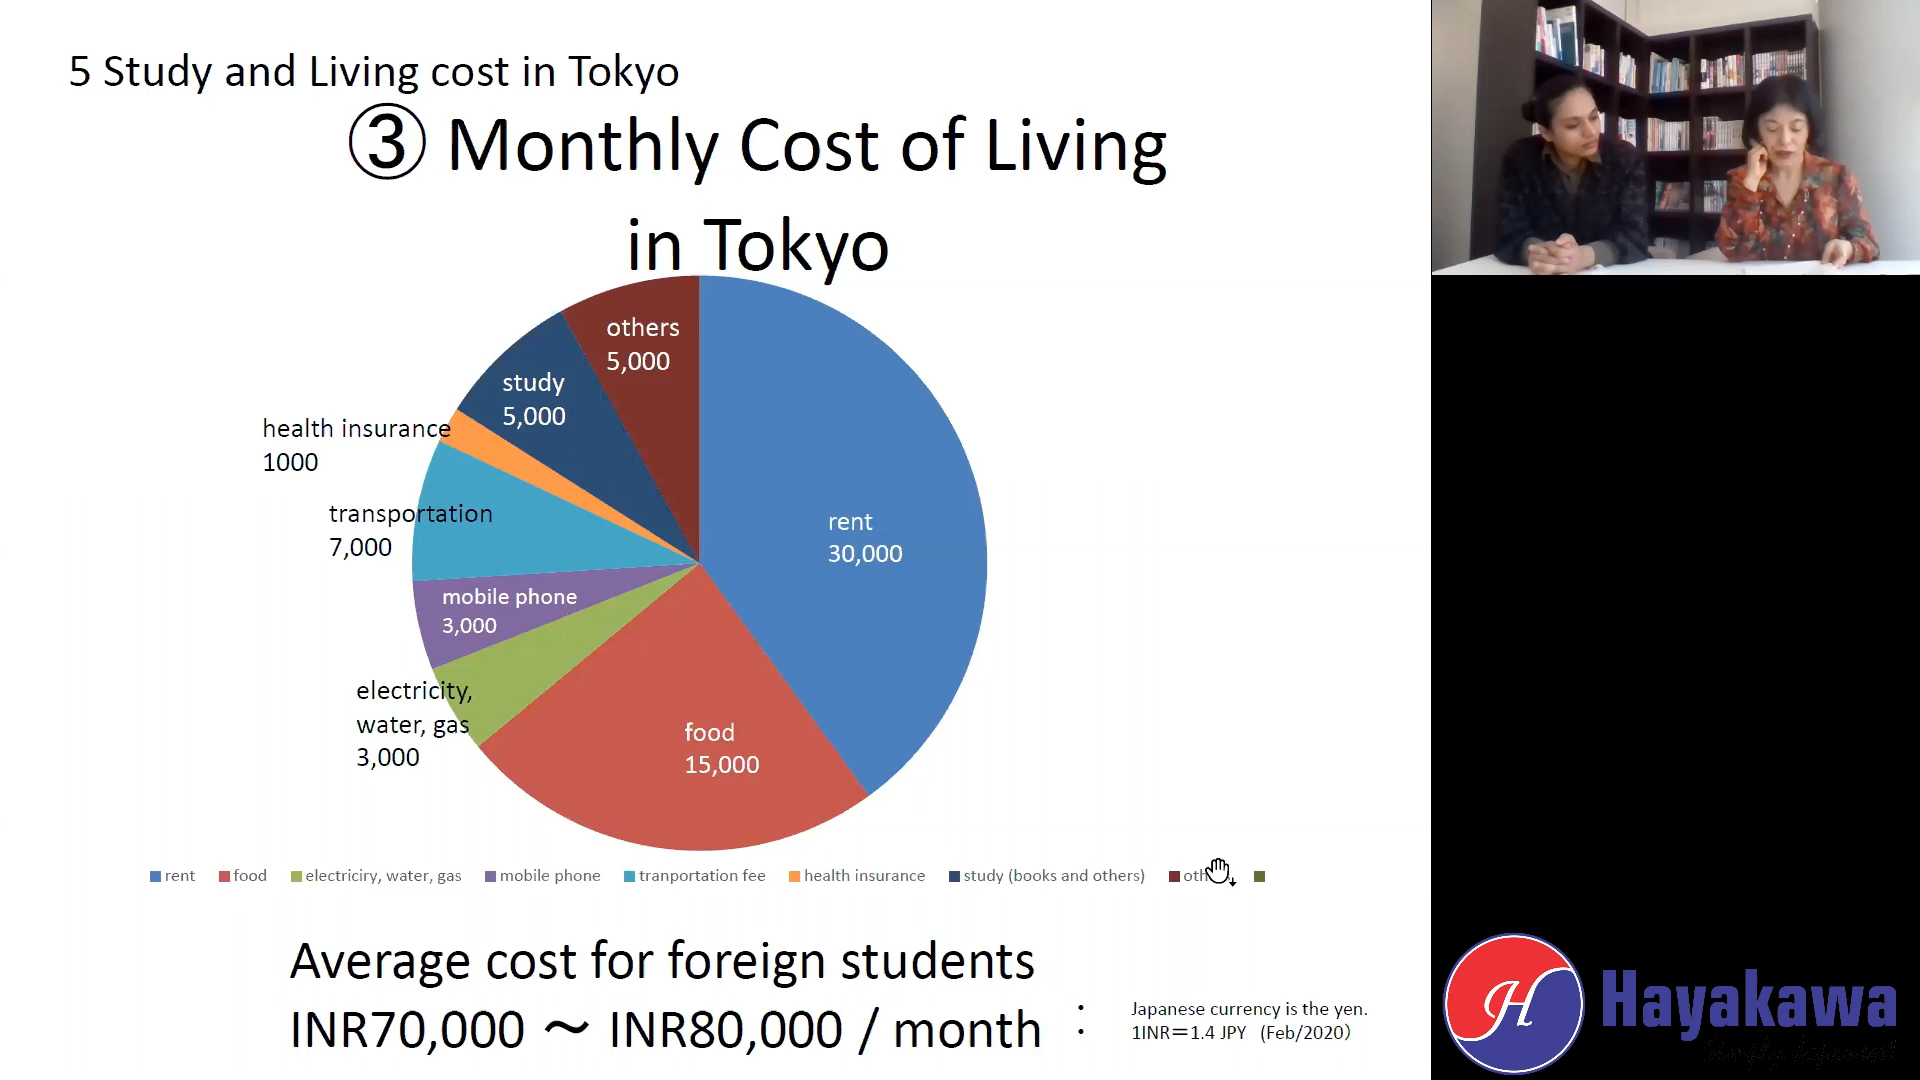 5 Study and Living cost in Tokyo
③ Monthly Cost of Living
in Tokyo
others
5,000
study
5,000
health insurance
1000
transportation
7,000
rent
30,000
mobile phone
3,000
electricity,
water, gas
3,000
food
15,000
rent food electriciry, water, gas mobile phone tranportation fee health insurance study (books and others)
Average cost for foreign students
INR70,000 ～ INR80,000 / month
: Japanese currency is the yen.
: 1INR＝1.4 JPY (Feb/2020）
H Hayakawa